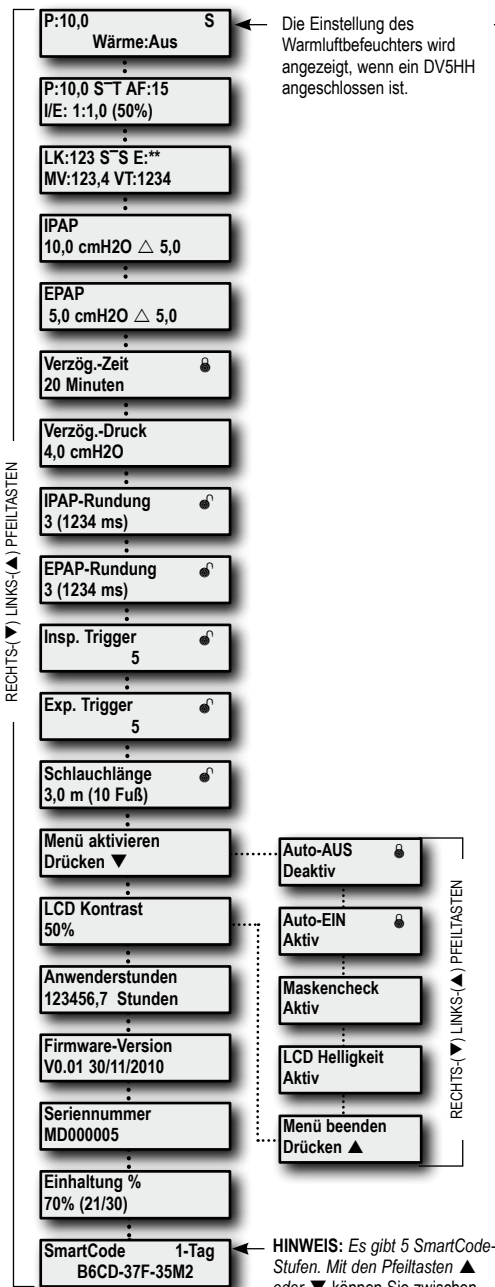 P:10,0 S
Wärme:Aus
Die Einstellung des
Warmluftbefeuchters wird
angezeigt, wenn ein DV5HH
angeschlossen ist.
P:10,0 S¯T AF:15
I/E: 1:1,0 (50%)
LK:123 S¯S E:**
MV:123,4 VT:1234
IPAP
10,0 cmH2O △ 5,0
EPAP
5,0 cmH2O △ 5,0
Verzög.-Zeit
20 Minuten
Verzög.-Druck
4,0 cmH2O
IPAP-Rundung
3 (1234 ms)
EPAP-Rundung
3 (1234 ms)
Insp. Trigger
5
Exp. Trigger
5
Schlauchlänge
3,0 m (10 Fuß)
Menü aktivieren
Drücken ▼
LCD Kontrast
50%
Anwenderstunden
123456,7 Stunden
Firmware-Version
V0.01 30/11/2010
Seriennummer
MD000005
Einhaltung %
70% (21/30)
SmartCode 1-Tag
B6CD-37F-35M2
RECHTS-(▼) LINKS-(▲) PFEILTASTEN
Auto-AUS
Deaktiv
Auto-EIN
Aktiv
Maskencheck
Aktiv
LCD Helligkeit
Aktiv
Menü beenden
Drücken ▲
RECHTS-(▼) LINKS-(▲) PFEILTASTEN
HINWEIS: Es gibt 5 SmartCode-
Stufen. Mit den Pfeiltasten ▲
oder ▼ können Sie zwischen